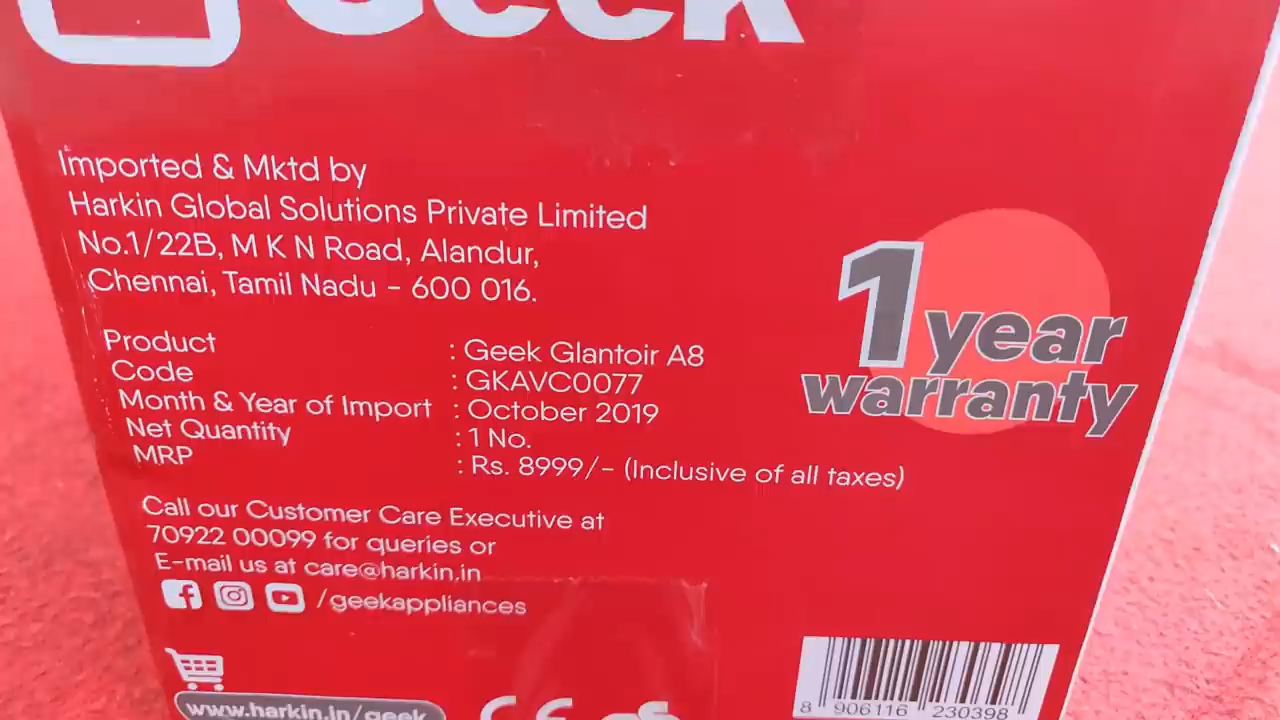 Geek
Imported & Mktd by
Harkin Global Solutions Private Limited
No.1/22B, M K N Road, Alandur,
Chennai, Tamil Nadu - 600 016.
1 year
warranty
Product : Geek Glantoir A8
Code : GKAVC0077
Month & Year of Import : October 2019
Net Quantity : 1 No.
MRP : Rs. 8999/- (Inclusive of all taxes)
Call our Customer Care Executive at
70922 00099 for queries or
E-mail us at care@harkin.in
/geekappliances
www.harkin.in/geek
CE
8 906116 230398